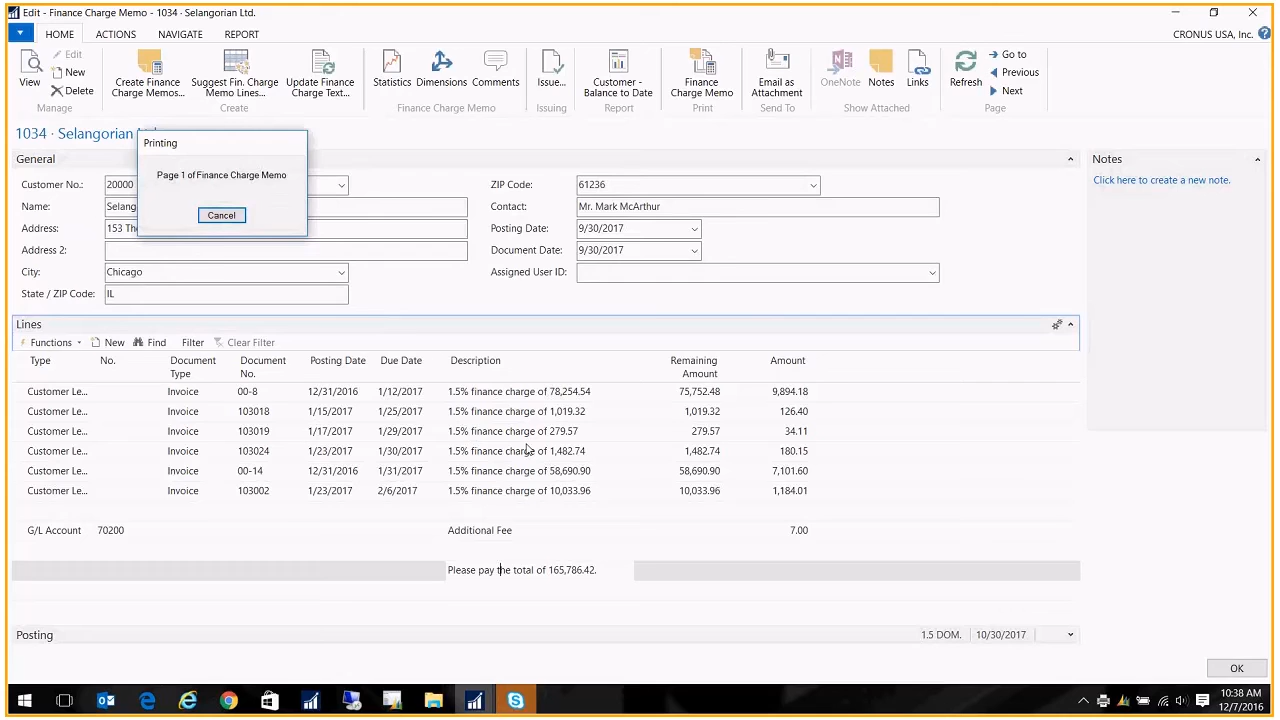 Edit - Finance Charge Memo - 1034 · Selangorian Ltd.
HOME ACTIONS NAVIGATE REPORT
CRONUS USA, Inc.
View
Edit
New
Delete
Manage
Create Finance Charge Memos...
Suggest Fin. Charge Memo Lines...
Update Finance Charge Text...
Create
Statistics
Dimensions
Comments
Finance Charge Memo
Issue...
Issuing
Customer - Balance to Date
Report
Finance Charge Memo
Print
Email as Attachment
Send To
OneNote
Notes
Links
Show Attached
Refresh
Go to
Previous
Next
Page
1034 · Selangorian
Printing
Page 1 of Finance Charge Memo
Cancel
General
Customer No.: 20000
Name: Selang
Address: 153 Th
Address 2:
City: Chicago
State / ZIP Code: IL
ZIP Code: 61236
Contact: Mr. Mark McArthur
Posting Date: 9/30/2017
Document Date: 9/30/2017
Assigned User ID:
Notes
Click here to create a new note.
Lines
Functions New Find Filter Clear Filter
Type No. Document Type Document No. Posting Date Due Date Description Remaining Amount Amount
Customer Le... Invoice 00-8 12/31/2016 1/12/2017 1.5% finance charge of 78,254.54 75,752.48 9,894.18
Customer Le... Invoice 103018 1/15/2017 1/25/2017 1.5% finance charge of 1,019.32 1,019.32 126.40
Customer Le... Invoice 103019 1/17/2017 1/29/2017 1.5% finance charge of 279.57 279.57 34.11
Customer Le... Invoice 103024 1/23/2017 1/30/2017 1.5% finance charge of 1,482.74 1,482.74 180.15
Customer Le... Invoice 00-14 12/31/2016 1/31/2017 1.5% finance charge of 58,690.90 58,690.90 7,101.60
Customer Le... Invoice 103002 1/23/2017 2/6/2017 1.5% finance charge of 10,033.96 10,033.96 1,184.01
G/L Account 70200 Additional Fee 7.00
Please pay the total of 165,786.42.
Posting 1.5 DOM. 10/30/2017
OK
10:38 AM
12/7/2016